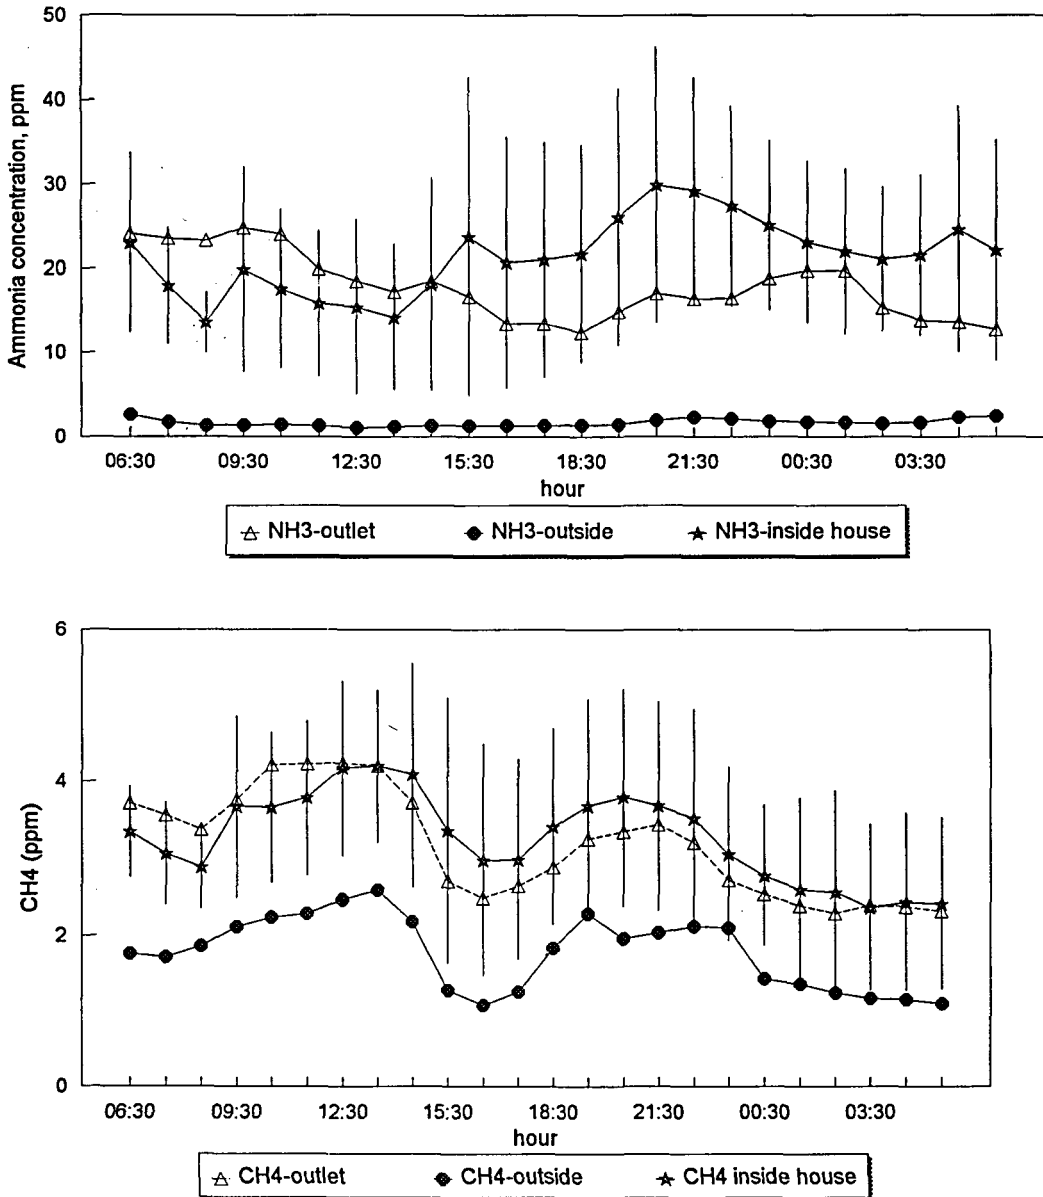 50
40
30
20
10
0
Ammonia concentration, ppm
06:30 09:30 12:30 15:30 18:30 21:30 00:30 03:30
hour
NH3-outlet NH3-outside NH3-inside house
6
4
2
0
CH4 (ppm)
06:30 09:30 12:30 15:30 18:30 21:30 00:30 03:30
hour
CH4-outlet CH4-outside CH4 inside house